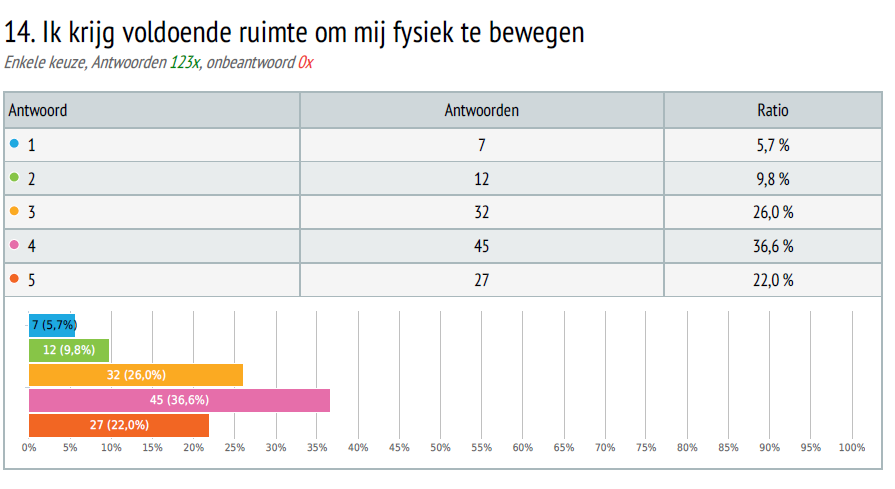 14. Ik krijg voldoende ruimte om mij fysiek te bewegen
Enkele keuze, Antwoorden 123x, onbeantwoord 0x
Antwoord Antwoorden Ratio
1 7 5,7 %
2 12 9,8 %
3 32 26,0 %
4 45 36,6 %
5 27 22,0 %
7 (5,7%)
12 (9,8%)
32 (26,0%)
45 (36,6%)
27 (22,0%)
0% 5% 10% 15% 20% 25% 30% 35% 40% 45% 50% 55% 60% 65% 70% 75% 80% 85% 90% 95% 100%